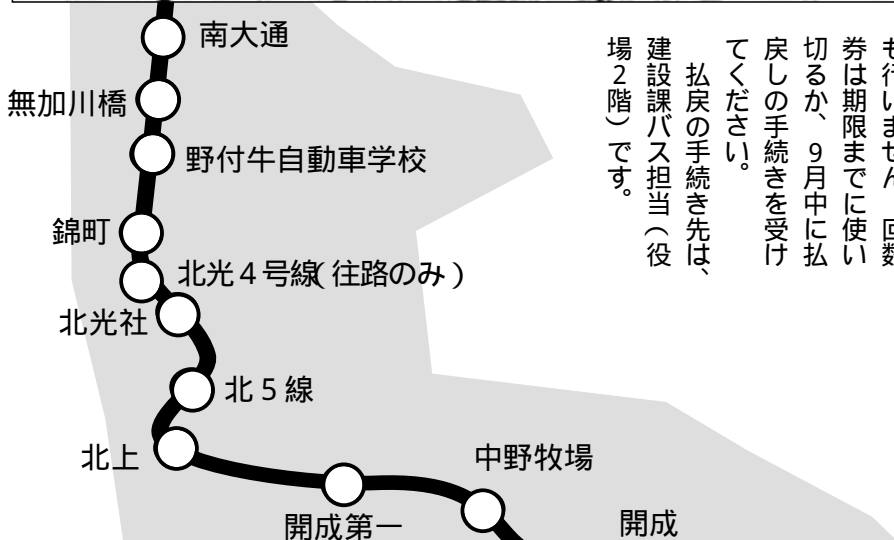 も行いません。回数
券は期限までに使い
切るか、9月中に払
戻しの手続きを受け
てください。
払戻の手続き先は、
建設課バス担当(役
場2階)です。
南大通
無加川橋
野付牛自動車学校
錦町
北光4号線(往路のみ)
北光社
北5線
北上
中野牧場
開成第一
開成